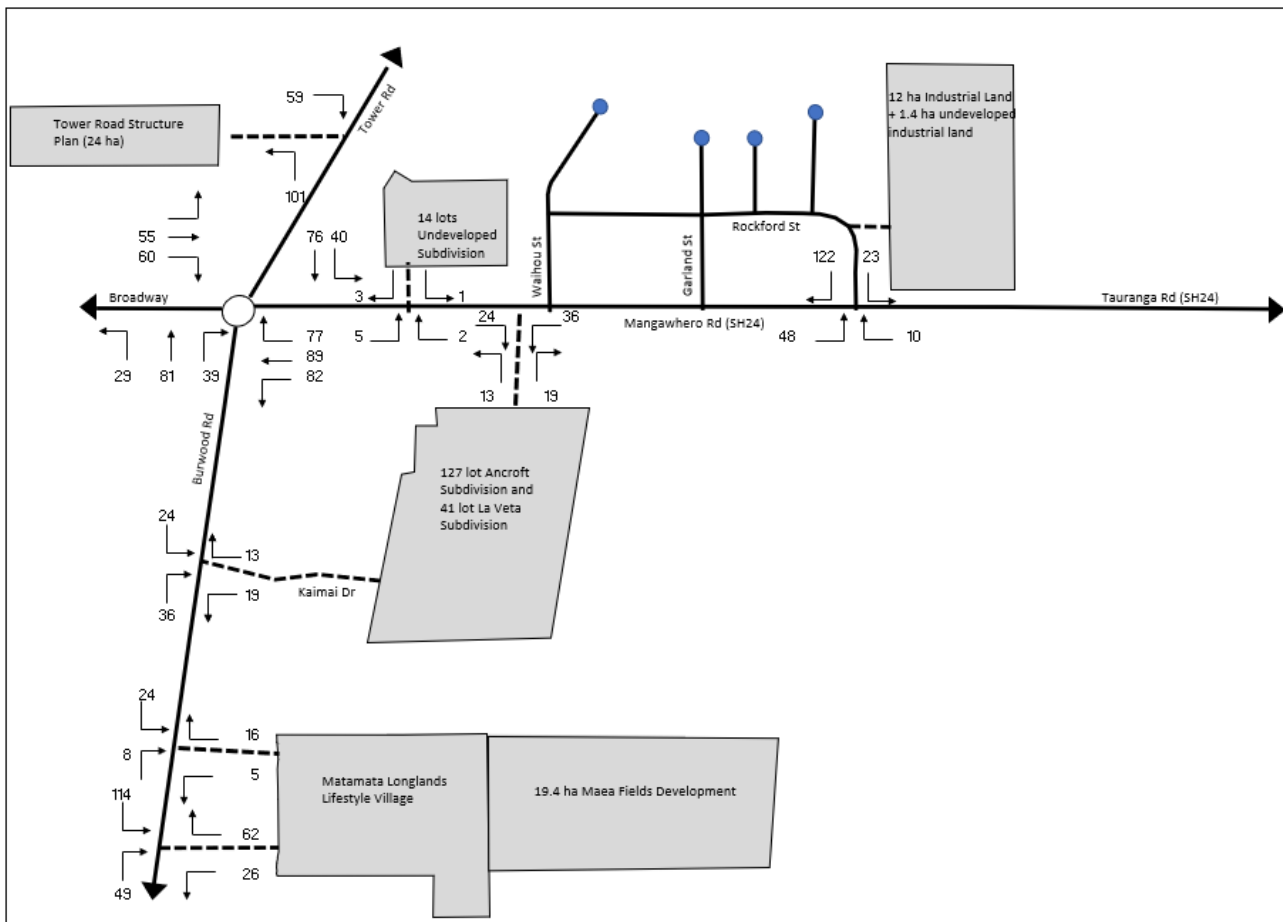 59
Tower Rd
12 ha Industrial Land
+ 1.4 ha undeveloped
industrial land
Tower Road Structure
Plan (24 ha)
101
14 lots
Undeveloped
Subdivision
Waihou St
Garland St
Rockford St
55
60
76
40
122
23
Broadway
3
1
Tauranga Rd (SH24)
24
36
Mangawhero Rd (SH24)
77
5
2
48
10
89
29
81
39
82
13
19
Burwood Rd
127 lot Ancroft
Subdivision and
41 lot La Veta
Subdivision
24
13
36
19
Kaimai Dr
24
16
8
5
Matamata Longlands
Lifestyle Village
19.4 ha Maea Fields Development
114
62
49
26